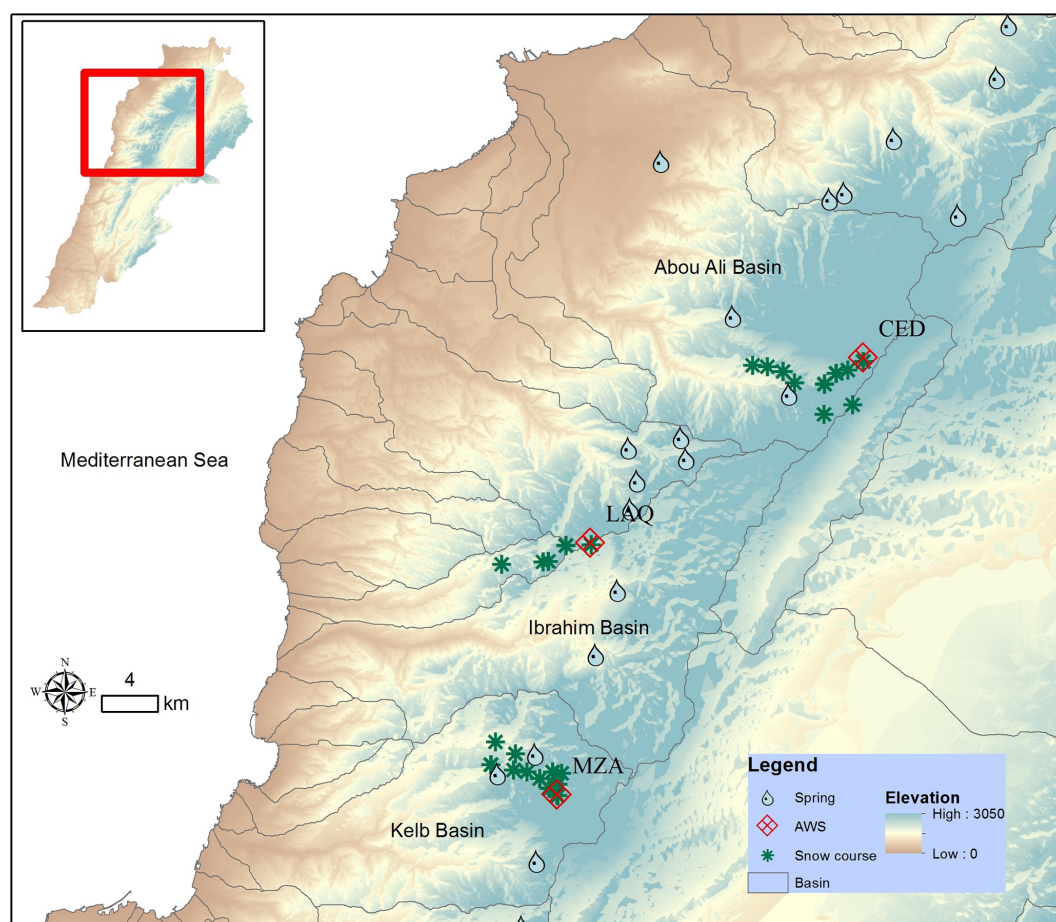 Abou Ali Basin
CED
Mediterranean Sea
LAQ
Ibrahim Basin
N
W
E
S
4
km
MZA
Kelb Basin
Legend
Spring
AWS
Snow course
Basin
Elevation
High : 3050
Low : 0